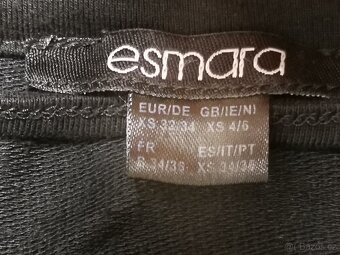 esmara
EUR/DE GB/IE/NI
XS 32/34 XS 4/6
FR ES/IT/PT
34/36 XS